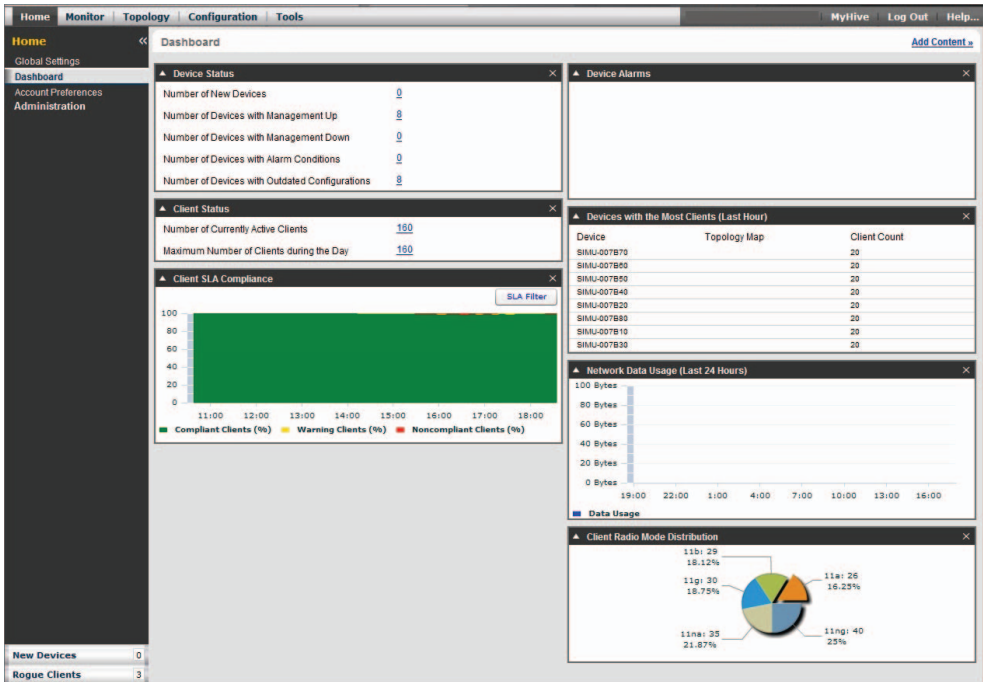 Home Monitor Topology Configuration Tools MyHive Log Out Help...
Home «
Global Settings
Dashboard
Account Preferences
Administration
New Devices 0
Rogue Clients 3
Dashboard Add Content »
Device Status
Number of New Devices 0
Number of Devices with Management Up 8
Number of Devices with Management Down 0
Number of Devices with Alarm Conditions 0
Number of Devices with Outdated Configurations 8
Client Status
Number of Currently Active Clients 160
Maximum Number of Clients during the Day 160
Client SLA Compliance
SLA Filter
100
80
60
40
20
0
11:00 12:00 13:00 14:00 15:00 16:00 17:00 18:00
Compliant Clients (%) Warning Clients (%) Noncompliant Clients (%)
Device Alarms
Devices with the Most Clients (Last Hour)
Device Topology Map Client Count
SIMU-007B70 20
SIMU-007B60 20
SIMU-007B50 20
SIMU-007B40 20
SIMU-007B20 20
SIMU-007B80 20
SIMU-007B10 20
SIMU-007B30 20
Network Data Usage (Last 24 Hours)
100 Bytes
80 Bytes
60 Bytes
40 Bytes
20 Bytes
0 Bytes
19:00 22:00 1:00 4:00 7:00 10:00 13:00 16:00
Data Usage
Client Radio Mode Distribution
11b: 29
18.12%
11g: 30
18.75%
11a: 26
16.25%
11na: 35
21.87%
11ng: 40
25%